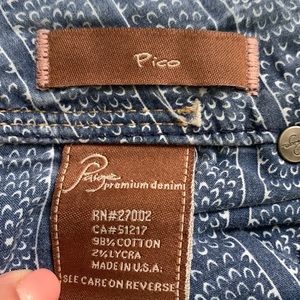 Pico
Paige
premium denim
RN#27002
CA#51217
98% COTTON
2% LYCRA
MADE IN U.S.A.
SEE CARE ON REVERSE